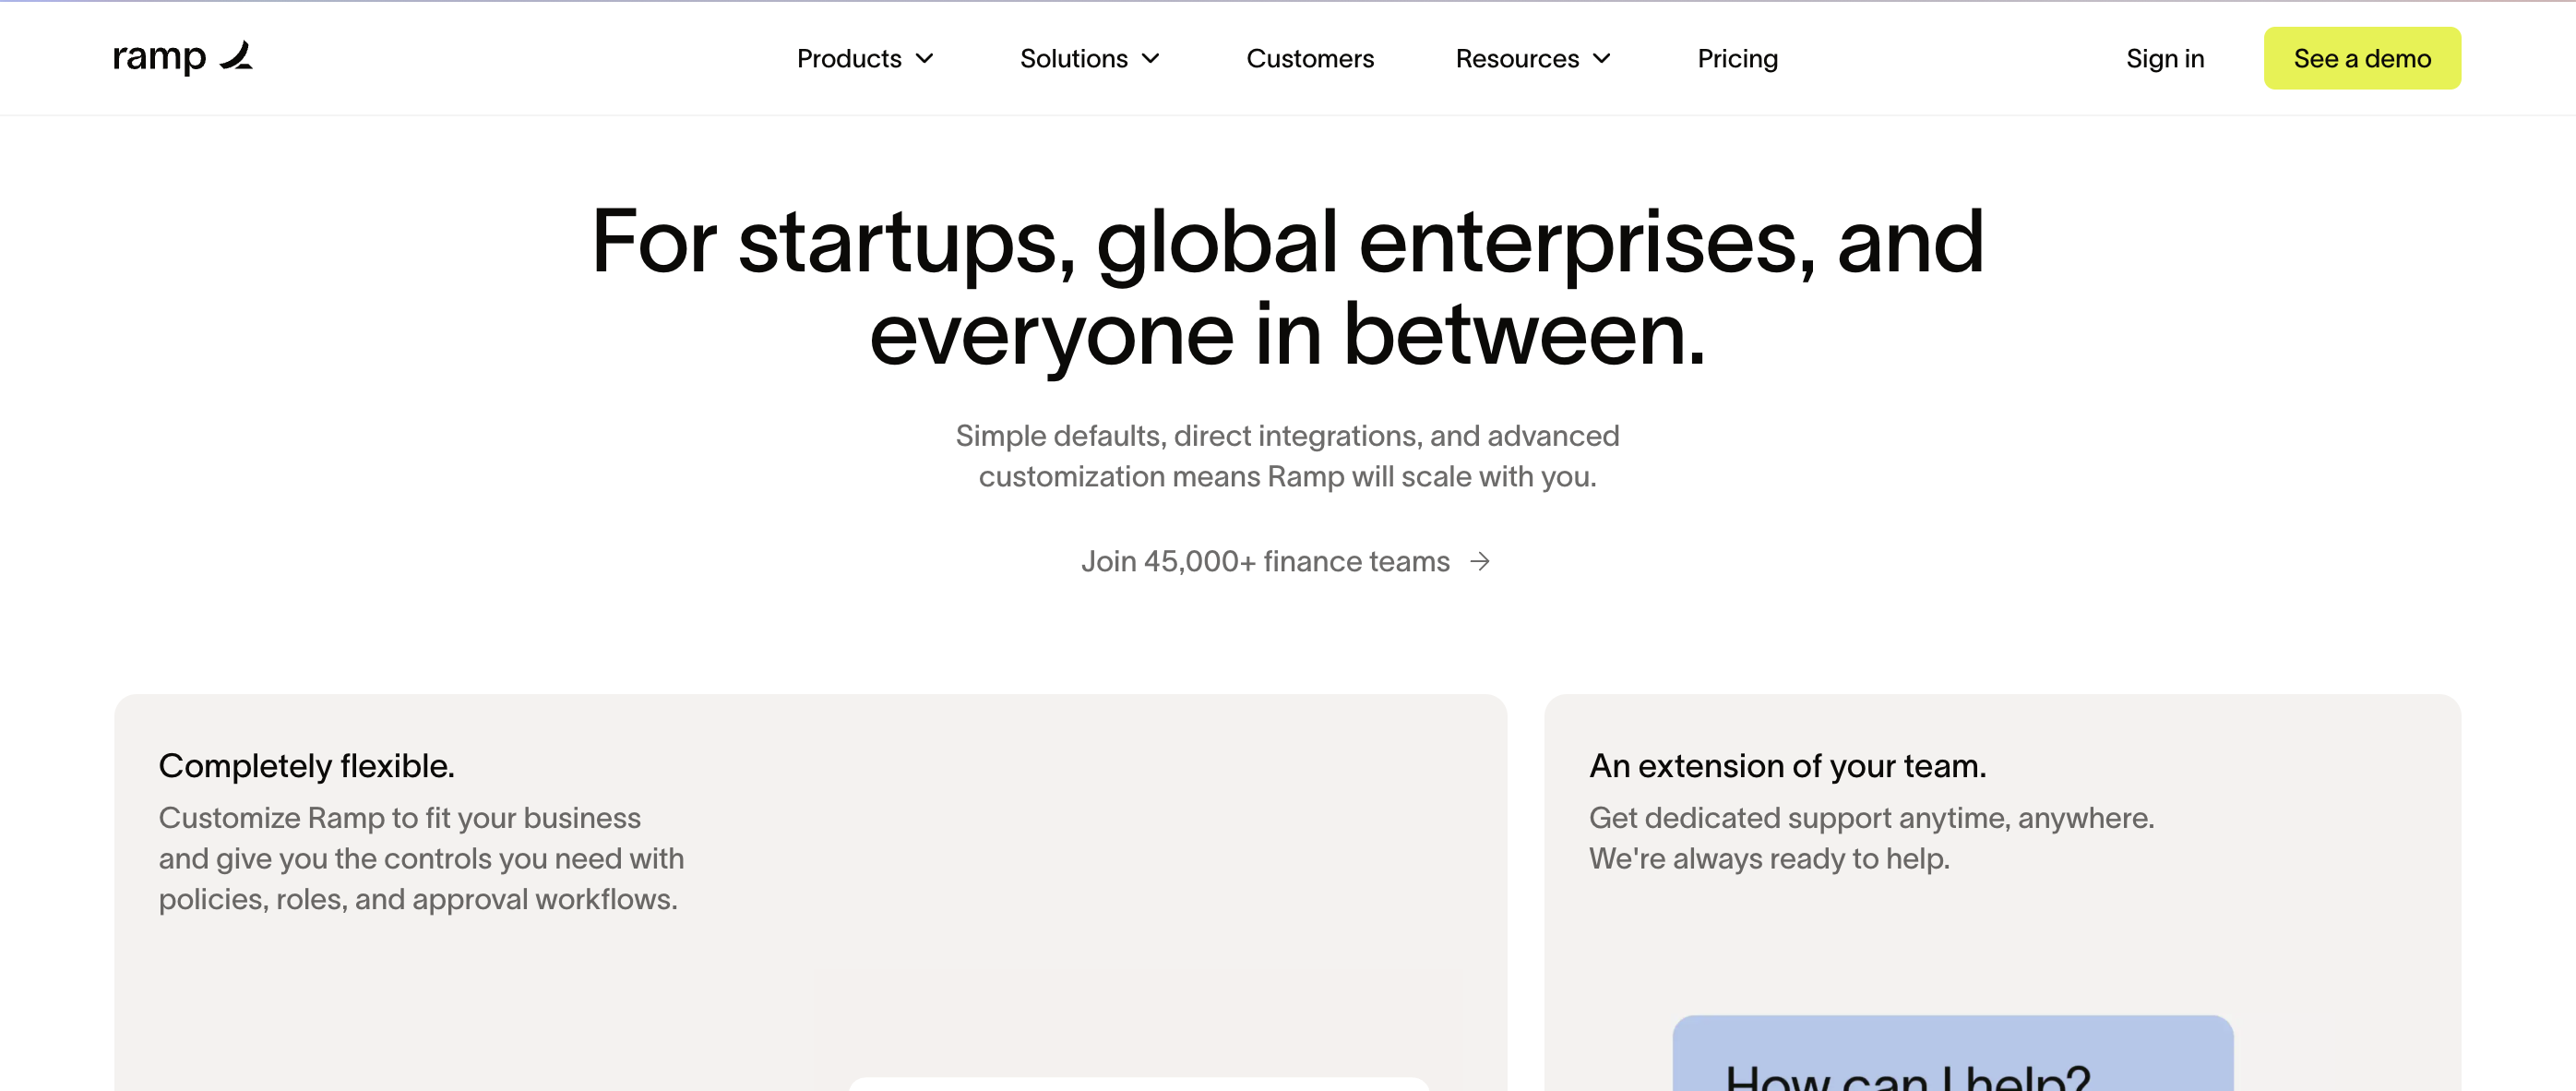 ramp
Products
Solutions
Customers
Resources
Pricing
Sign in
See a demo
For startups, global enterprises, and
everyone in between.
Simple defaults, direct integrations, and advanced
customization means Ramp will scale with you.
Join 45,000+ finance teams →
Completely flexible.
Customize Ramp to fit your business
and give you the controls you need with
policies, roles, and approval workflows.
An extension of your team.
Get dedicated support anytime, anywhere.
We're always ready to help.
How can I help?